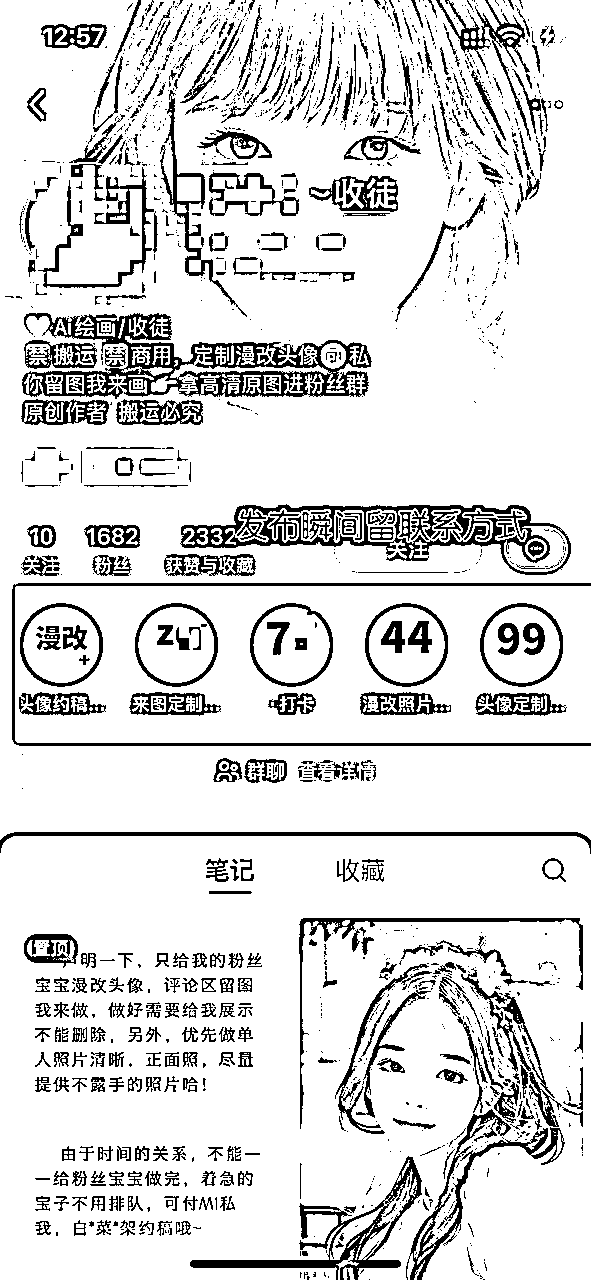 12:57
~收徒
AI绘画/收徒
禁搬运 禁商用,定制漫改头像可私
你留图我来画👉拿高清原图进粉丝群
原创作者 搬运必究
发布瞬间留联系方式
10 1682 2332
关注 粉丝 获赞与收藏 关注
漫改 7 44 99
头像约稿... 来图定制... 打卡 漫改照片... 头像定制...
群聊 查看详情
笔记 收藏
置顶
明一下,只给我的粉丝
宝宝漫改头像,评论区留图
我来做,做好需要给我展示
不能删除,另外,优先做单
人照片清晰,正面照,尽量
提供不露手的照片哈!
由于时间的关系,不能一
一给粉丝宝宝做完,着急的
宝子不用排队,可付M1私
我,白*菜*架约稿哦~